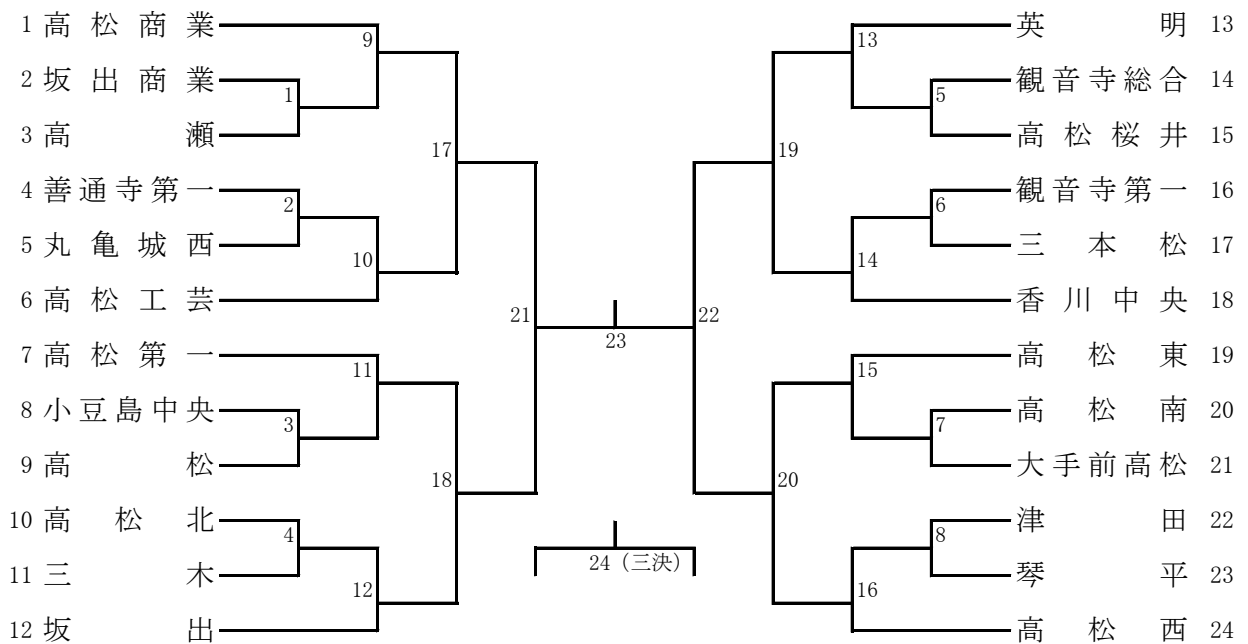 1 高松商業
2 坂出商業
3 高瀬
4 善通寺第一
5 丸亀城西
6 高松工芸
7 高松第一
8 小豆島中央
9 高松
10 高松北
11 三木
12 坂出
9
1
17
2
10
21
11
3
18
4
12
23
24（三決）
22
13
5
19
6
14
15
7
20
8
16
英明 13
観音寺総合 14
高松桜井 15
観音寺第一 16
三本松 17
香川中央 18
高松東 19
高松南 20
大手前高松 21
津田 22
琴平 23
高松西 24